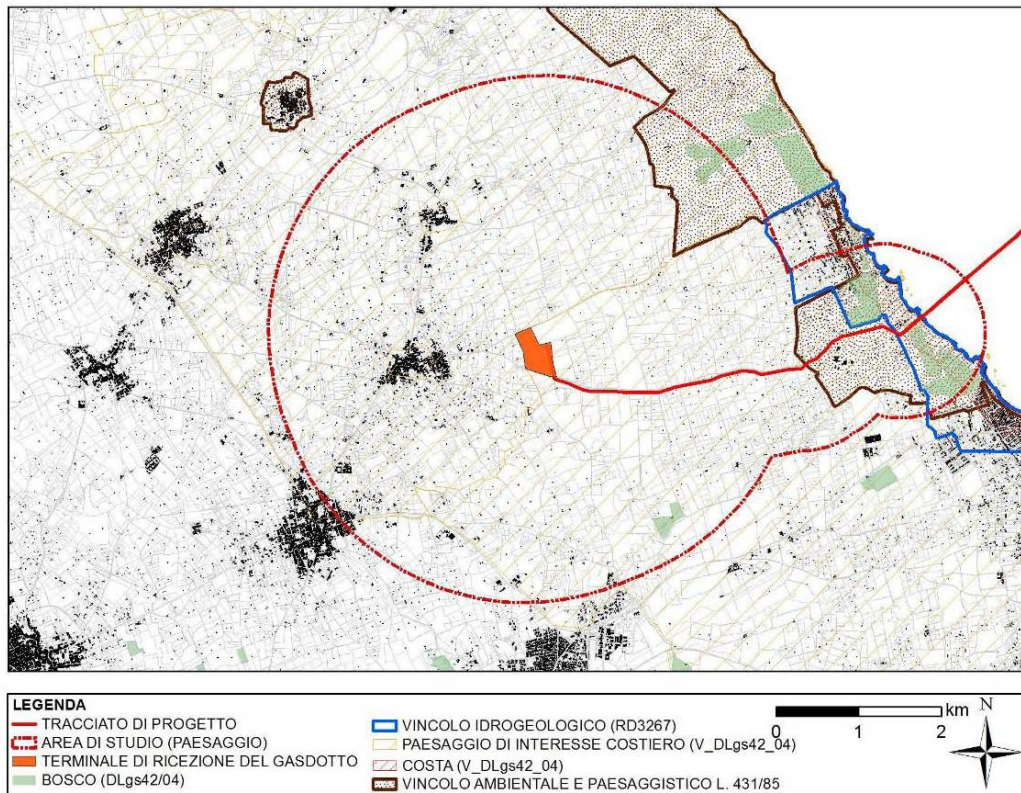 LEGENDA
TRACCIATO DI PROGETTO
AREA DI STUDIO (PAESAGGIO)
TERMINALE DI RICEZIONE DEL GASDOTTO
BOSCO (DLgs42/04)
VINCOLO IDROGEOLOGICO (RD3267)
PAESAGGIO DI INTERESSE COSTIERO (V_DLgs42_04)
COSTA (V_DLgs42_04)
VINCOLO AMBIENTALE E PAESAGGISTICO L. 431/85
km
0 1 2
N